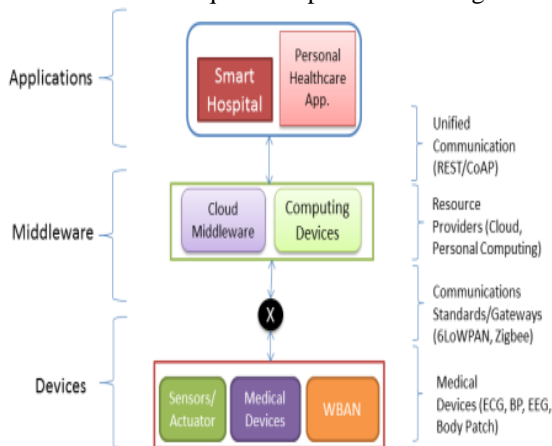 Applications
Smart
Hospital
Personal
Healthcare
App.
Unified
Communication
(REST/CoAP)
Middleware
Cloud
Middleware
Computing
Devices
Resource
Providers (Cloud,
Personal Computing)
X
Communications
Standards/Gateways
(6LoWPAN, Zigbee)
Devices
Sensors/
Actuator
Medical
Devices
WBAN
Medical
Devices (ECG, BP, EEG,
Body Patch)